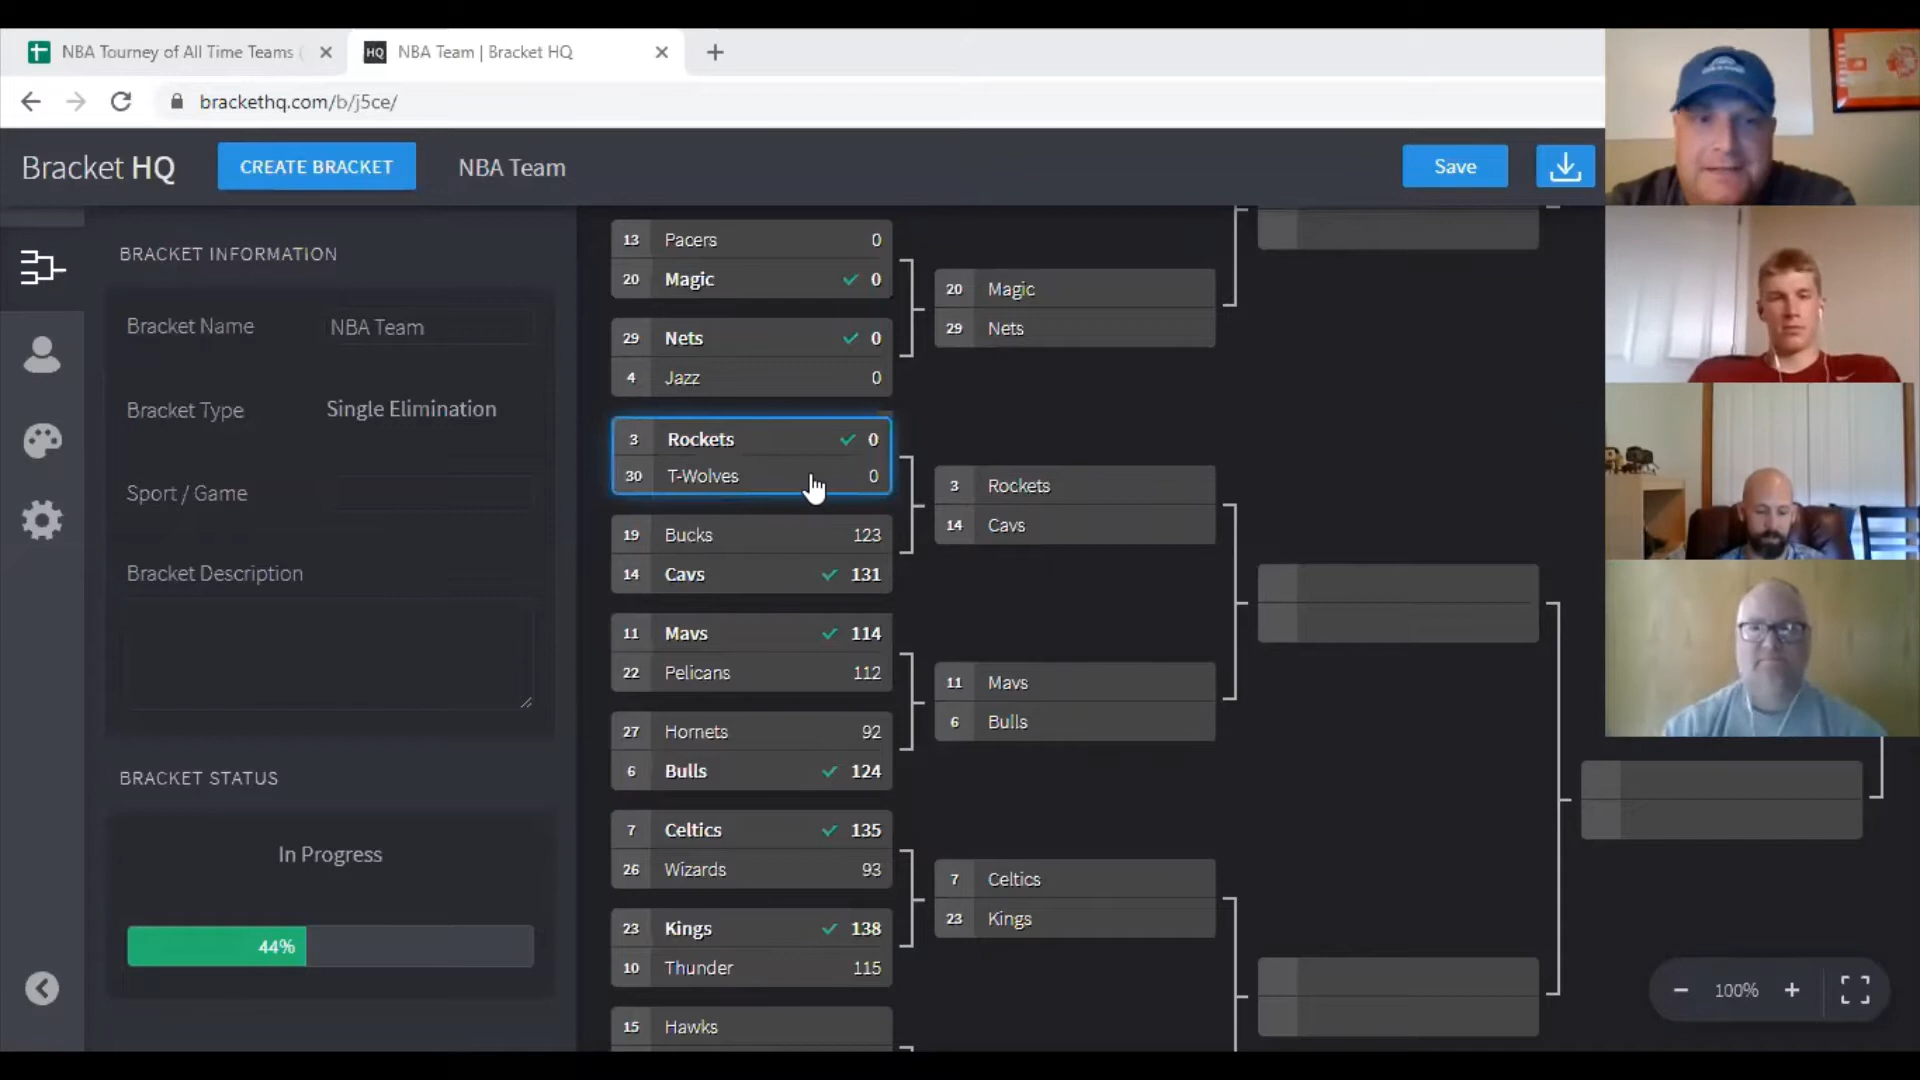 NBA Tourney of All Time Teams (
NBA Team | Bracket HQ
brackethq.com/b/j5ce/
Bracket HQ
CREATE BRACKET
NBA Team
Save
BRACKET INFORMATION
Bracket Name NBA Team
Bracket Type Single Elimination
Sport / Game
Bracket Description
BRACKET STATUS
In Progress
44%
13 Pacers 0
20 Magic 0
29 Nets 0
4 Jazz 0
3 Rockets 0
30 T-Wolves 0
19 Bucks 123
14 Cavs 131
11 Mavs 114
22 Pelicans 112
27 Hornets 92
6 Bulls 124
7 Celtics 135
26 Wizards 93
23 Kings 138
10 Thunder 115
15 Hawks
20 Magic
29 Nets
3 Rockets
14 Cavs
11 Mavs
6 Bulls
7 Celtics
23 Kings
100%